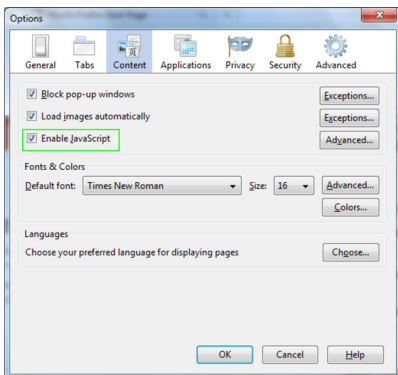 Options
General Tabs Content Applications Privacy Security Advanced
Block pop-up windows Exceptions...
Load images automatically Exceptions...
Enable JavaScript Advanced...
Fonts & Colors
Default font: Times New Roman Size: 16 Advanced...
Colors...
Languages
Choose your preferred language for displaying pages Choose...
OK Cancel Help